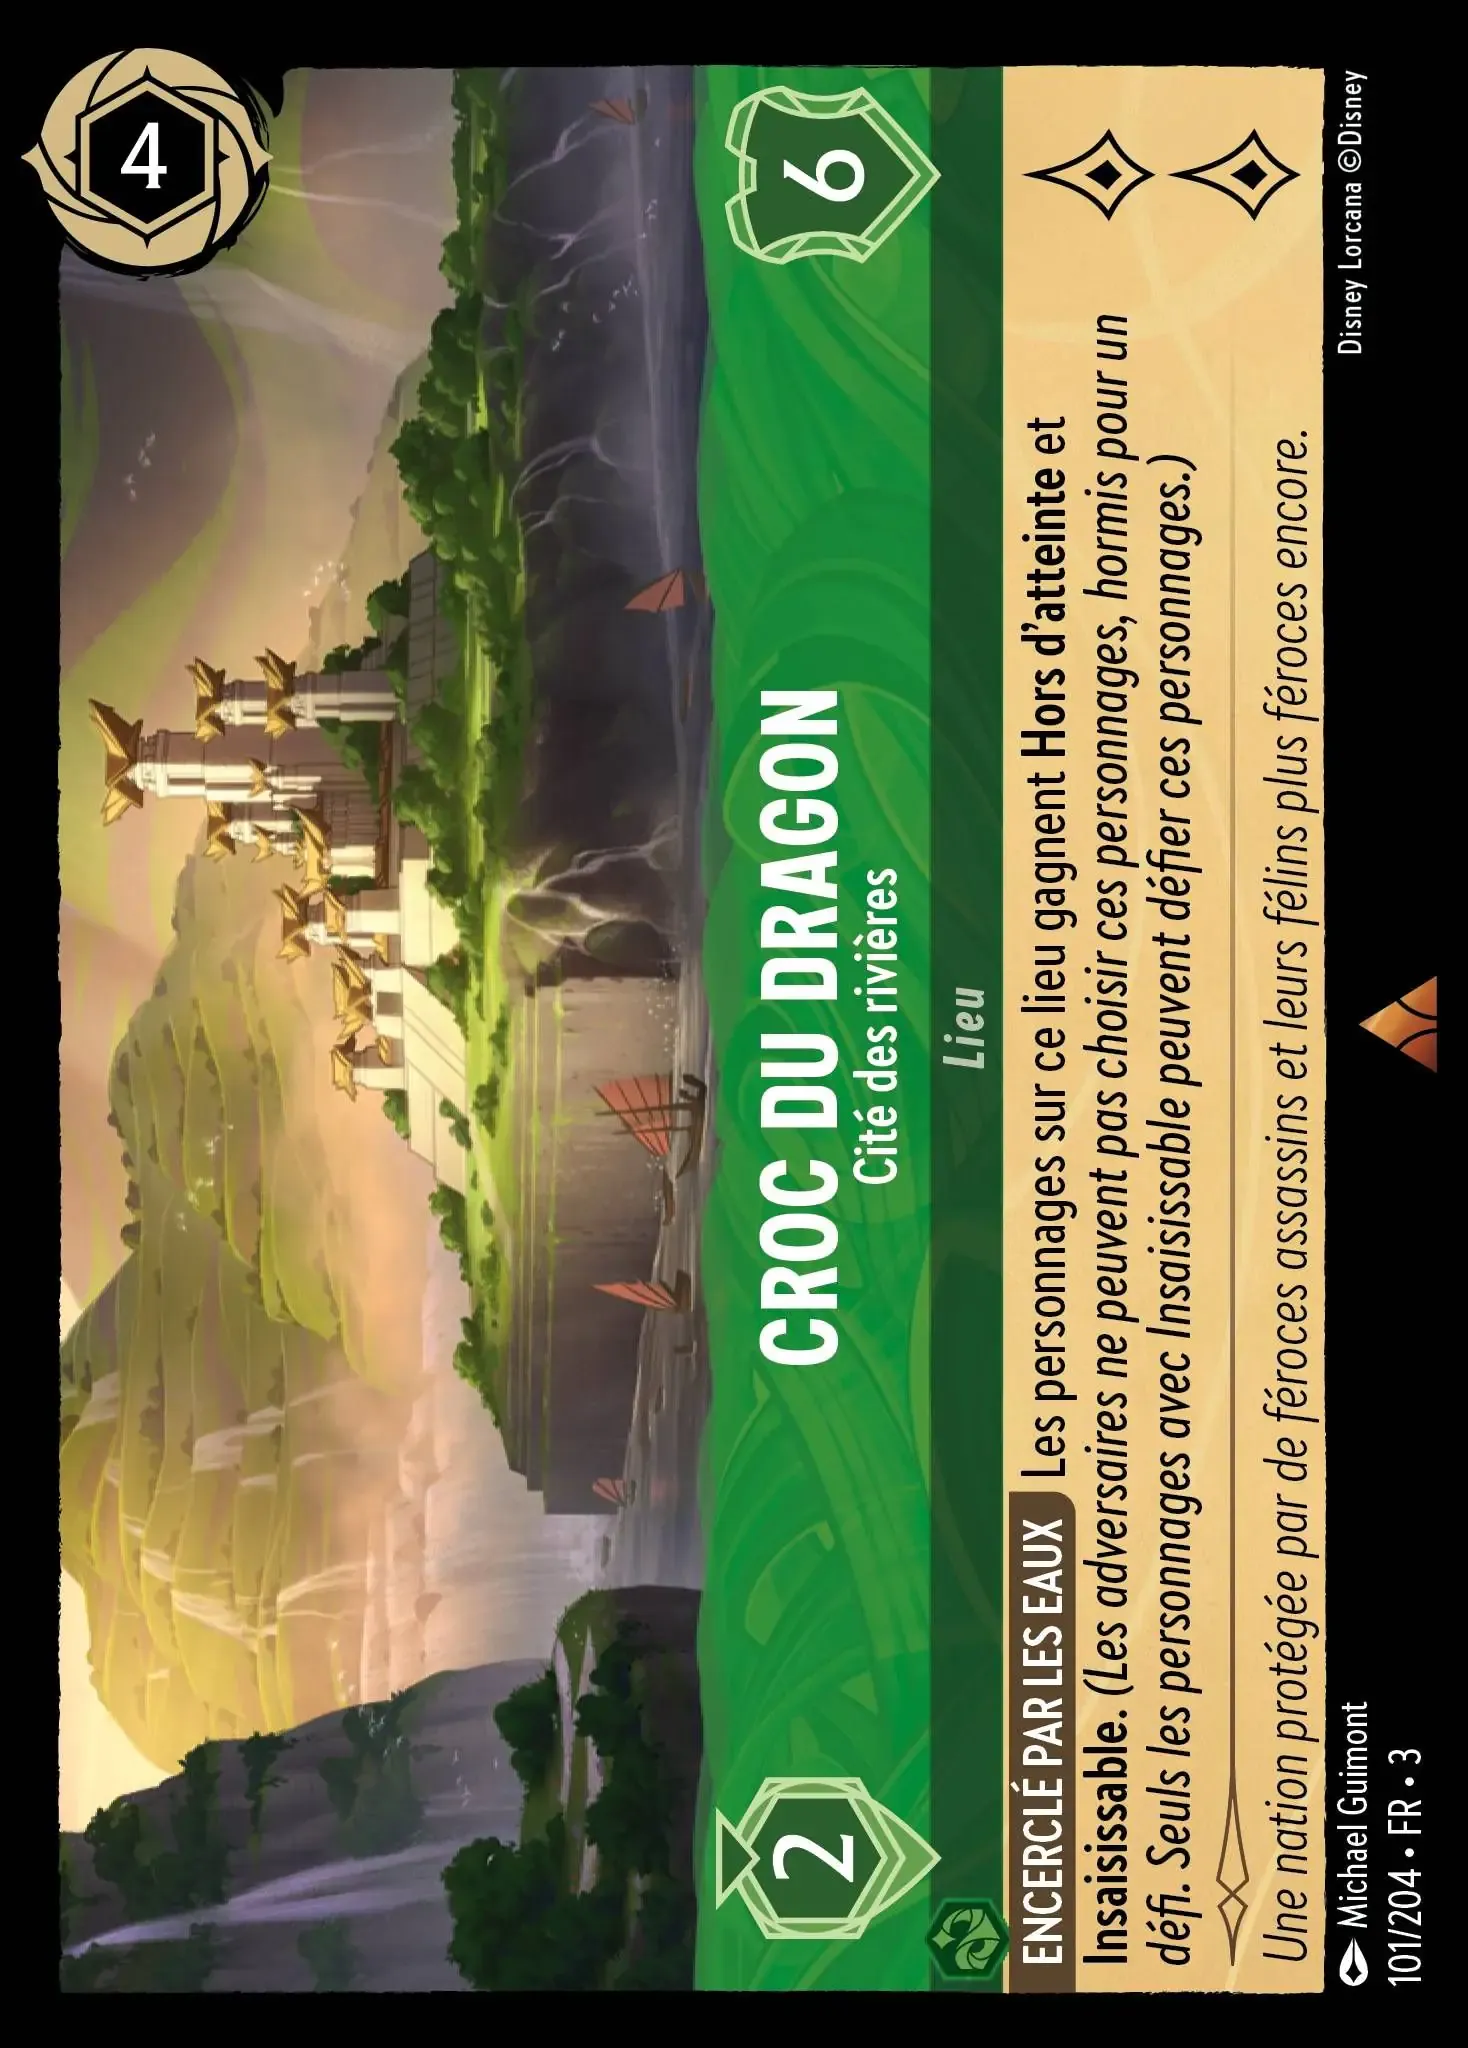 4
CROC DU DRAGON
Cité des rivières
2
6
Lieu
ENCERCLÉ PAR LES EAUX Les personnages sur ce lieu gagnent Hors d'atteinte et
Insaisissable. (Les adversaires ne peuvent pas choisir ces personnages, hormis pour un
défi. Seuls les personnages avec Insaisissable peuvent défier ces personnages.)
Une nation protégée par de féroces assassins et leurs félins plus féroces encore.
Michael Guimont
Disney Lorcana ©Disney
101/204 • FR • 3